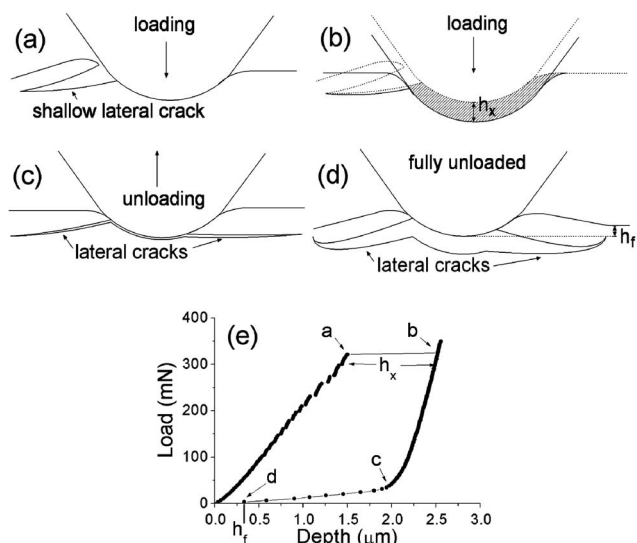 (a)
loading
shallow lateral crack
(b)
loading
hx
(c)
unloading
lateral cracks
(d)
fully unloaded
hf
lateral cracks
(e)
a
b
hx
c
d
Load (mN)
400
300
200
100
0
0.0
0.5
1.0
1.5
2.0
2.5
3.0
hf
Depth (μm)